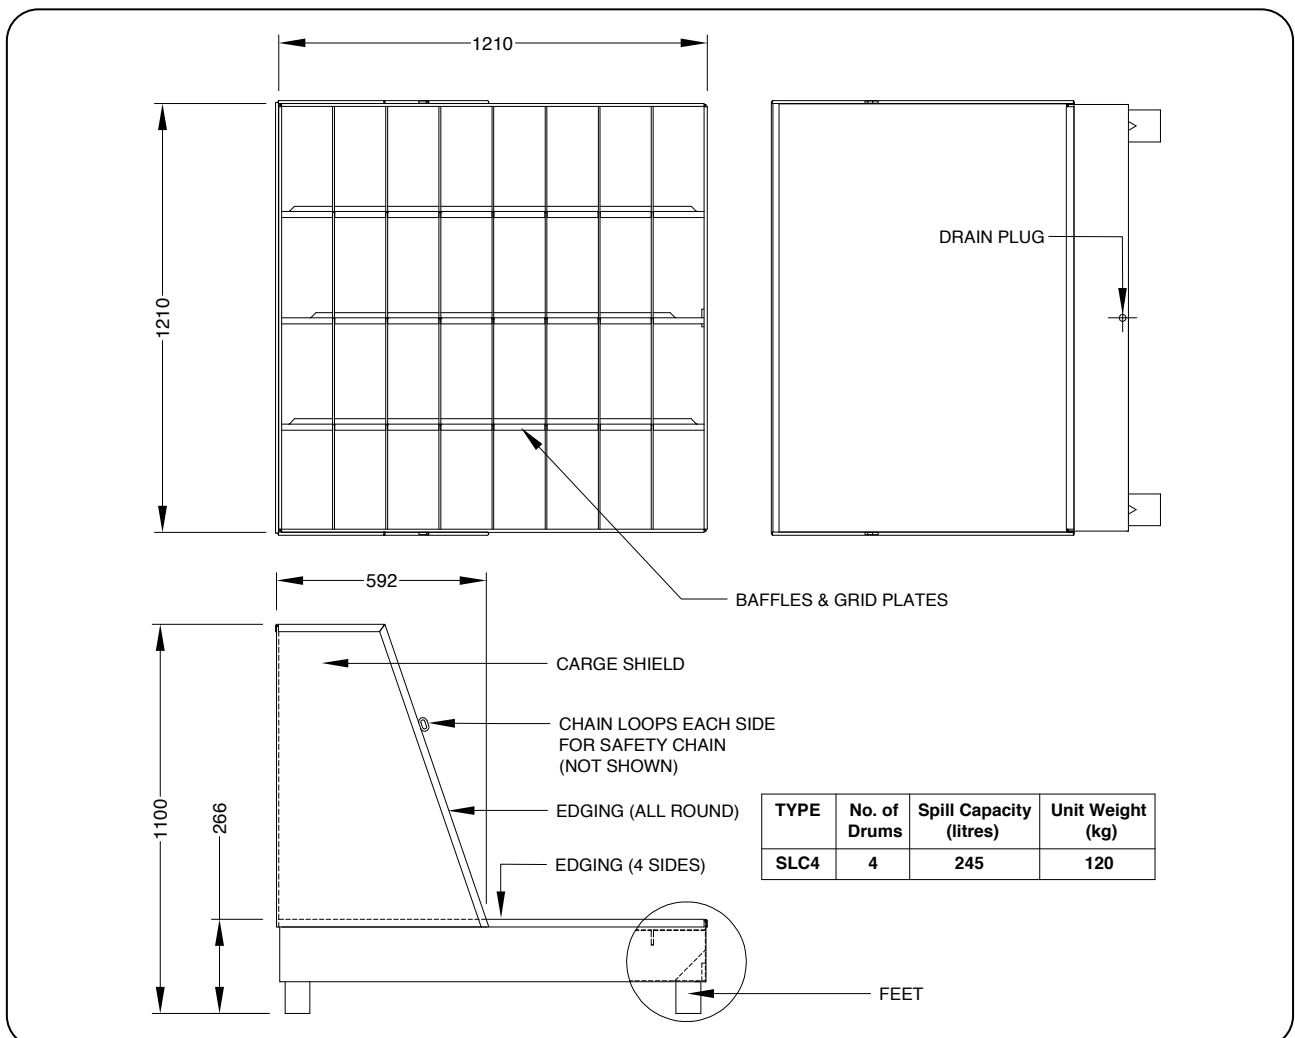 1210
1210
DRAIN PLUG
592
BAFFLES & GRID PLATES
CARGE SHIELD
CHAIN LOOPS EACH SIDE
FOR SAFETY CHAIN
(NOT SHOWN)
1100
266
EDGING (ALL ROUND)
EDGING (4 SIDES)
TYPE No. of Drums Spill Capacity (litres) Unit Weight (kg)
SLC4 4 245 120
FEET